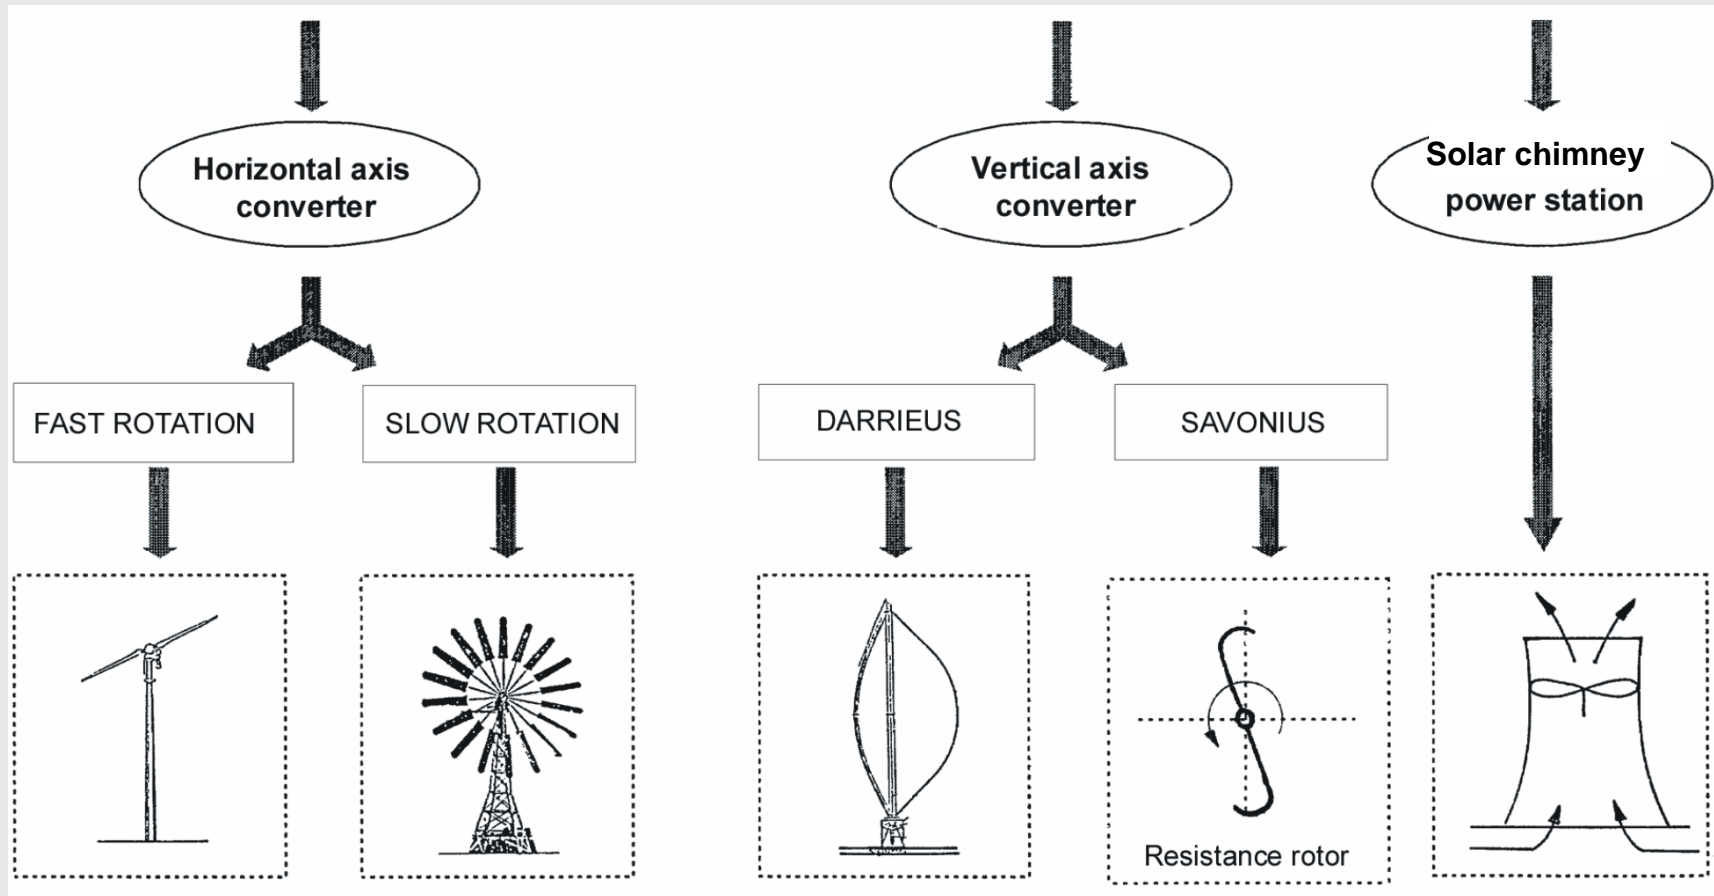 Horizontal axis
converter
Vertical axis
converter
Solar chimney
power station
FAST ROTATION
SLOW ROTATION
DARRIEUS
SAVONIUS
Resistance rotor